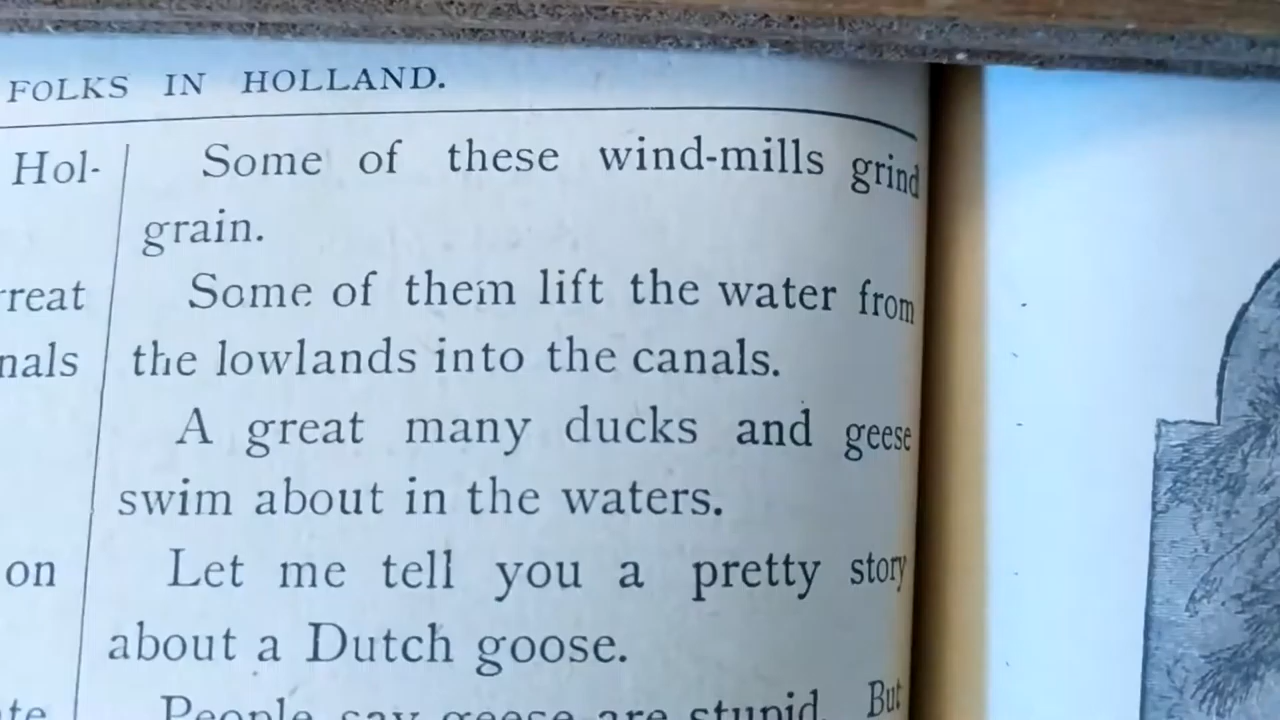 FOLKS IN HOLLAND.
Hol-
nals
on
Some of these wind-mills grind
grain.
Some of them lift the water from
the lowlands into the canals.
A great many ducks and geese
swim about in the waters.
Let me tell you a pretty story
about a Dutch goose.
People say geese are stupid. But